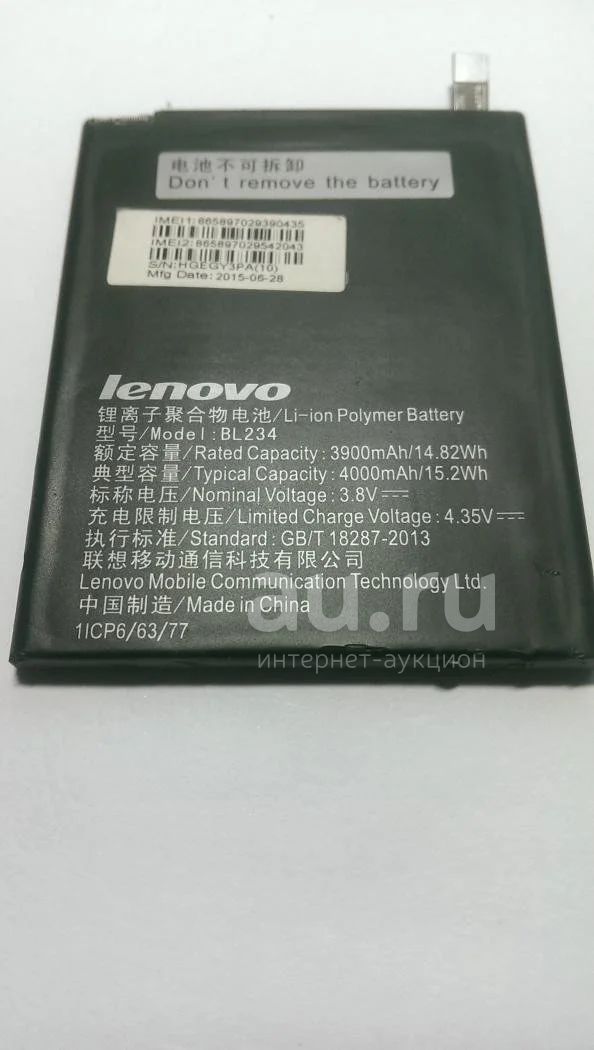 电池不可拆卸
Don't remove the battery
IMEI1:865897029390435
IMEI2:865897029542043
S/N:HGEGY3PA(10)
Mfg Date: 2015-06-28
lenovo
锂离子聚合物电池/Li-ion Polymer Battery
型号/Model:BL234
额定容量/Rated Capacity:3900mAh/14.82Wh
典型容量/Typical Capacity:4000mAh/15.2Wh
标称电压/Nominal Voltage:3.8V⎓
充电限制电压/Limited Charge Voltage:4.35V⎓
执行标准/Standard:GB/T 18287-2013
联想移动通信科技有限公司
Lenovo Mobile Communication Technology Ltd.
中国制造/Made in China
1ICP6/63/77
au.ru
интернет-аукцион